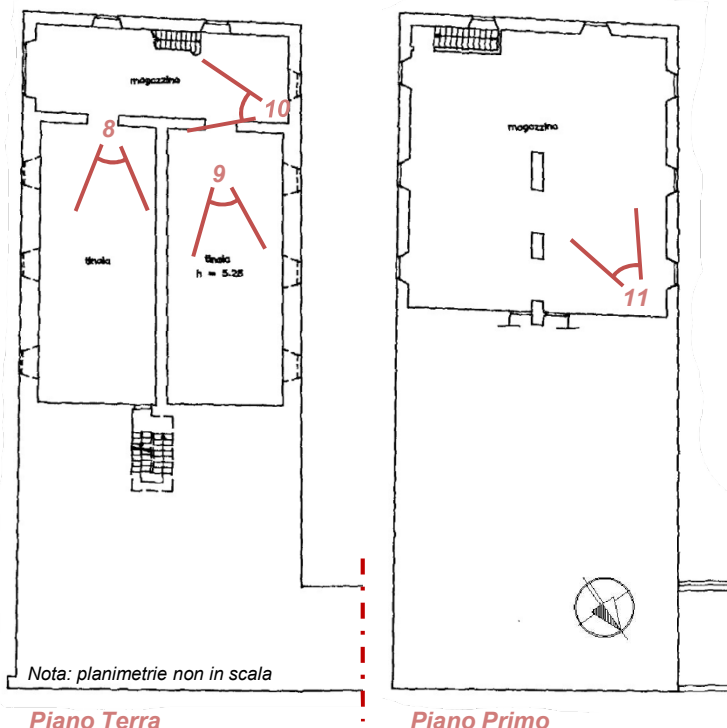 magazzino
10
8
9
tinaia
tinaia
h = 5.25
Nota: planimetrie non in scala
Piano Terra
magazzino
11
Piano Primo